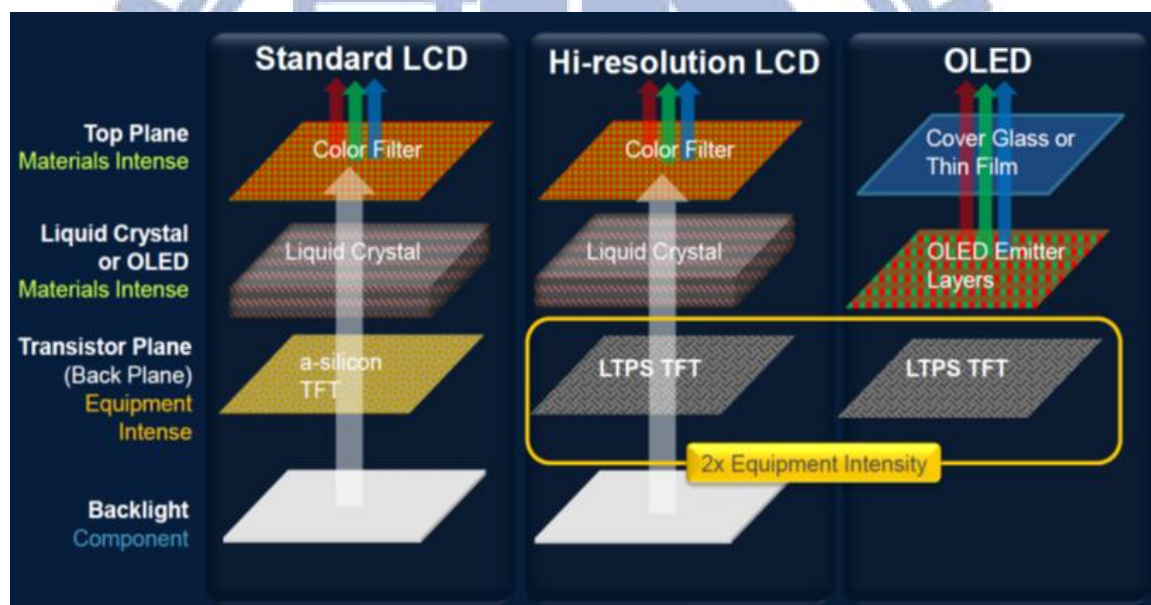 Standard LCD
Hi-resolution LCD
OLED
Top Plane
Materials Intense
Color Filter
Color Filter
Cover Glass or
Thin Film
Liquid Crystal
or OLED
Materials Intense
Liquid Crystal
Liquid Crystal
OLED Emitter
Layers
Transistor Plane
(Back Plane)
Equipment
Intense
a-silicon
TFT
LTPS TFT
LTPS TFT
2x Equipment Intensity
Backlight
Component